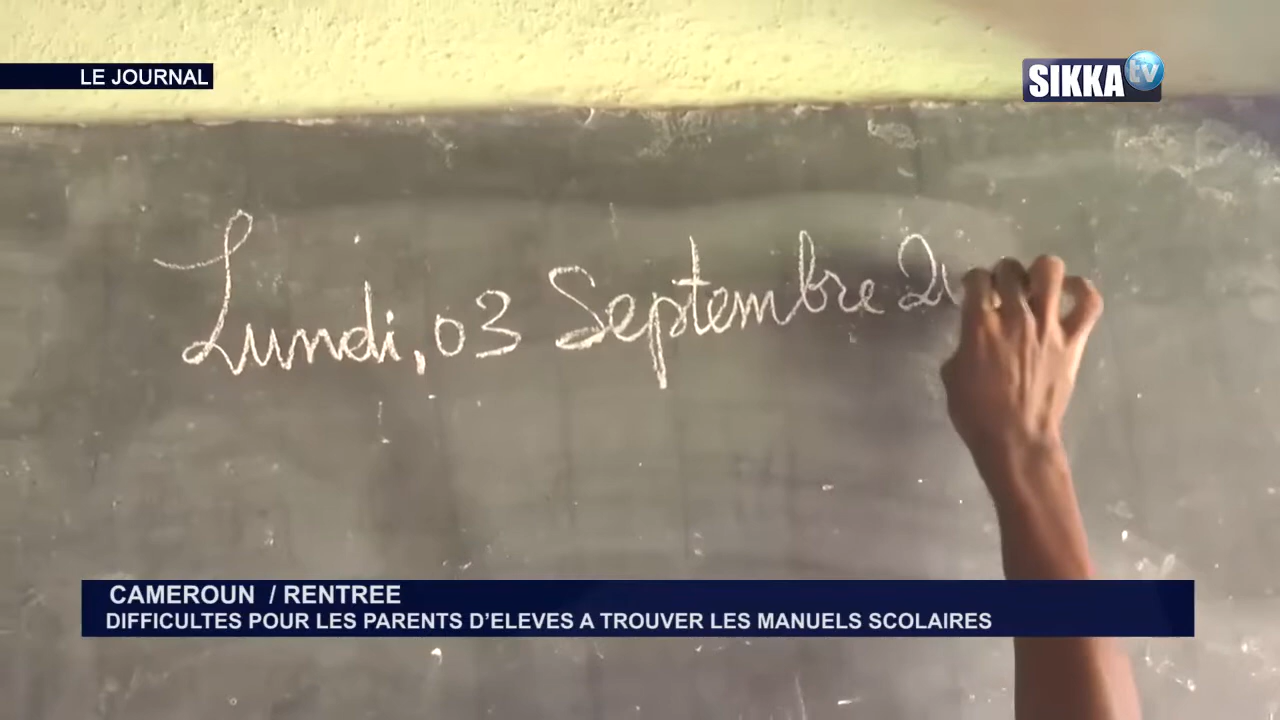 LE JOURNAL
SIKKA tv
Lundi, 03 Septembre
CAMEROUN / RENTREE
DIFFICULTES POUR LES PARENTS D'ELEVES A TROUVER LES MANUELS SCOLAIRES